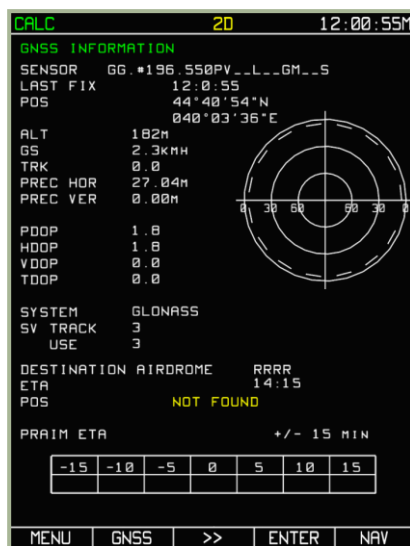 CALC 2D 12:00:55M
GNSS INFORMATION
SENSOR GG.#196.550PV__L__GM__S
LAST FIX 12:0:55
POS 44°40'54"N
040°03'36"E
ALT 182M
GS 2.3KMH
TRK 0.0
PREC HOR 27.04M
PREC VER 0.00M
0 30 60 60 30 0
PDOP 1.8
HDOP 1.8
VDOP 0.0
TDOP 0.0
SYSTEM GLONASS
SV TRACK 3
USE 3
DESTINATION AIRDROME RRRR
ETA 14:15
POS NOT FOUND
PRAIM ETA +/- 15 MIN
-15 -10 -5 0 5 10 15
MENU GNSS >> ENTER NAV